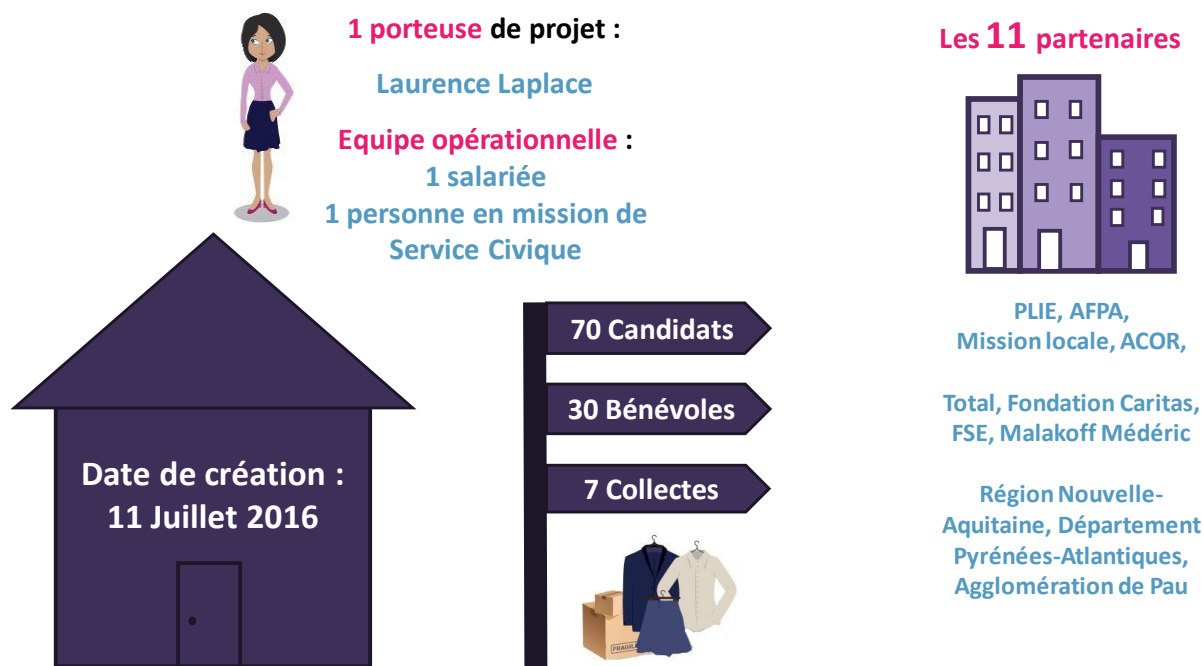 1 porteuse de projet :
Laurence Laplace
Equipe opérationnelle :
1 salariée
1 personne en mission de
Service Civique
Date de création :
11 Juillet 2016
70 Candidats
30 Bénévoles
7 Collectes
FRAGILE
Les 11 partenaires
PLIE, AFPA,
Mission locale, ACOR,
Total, Fondation Caritas,
FSE, Malakoff Médéric
Région Nouvelle-
Aquitaine, Département
Pyrénées-Atlantiques,
Agglomération de Pau